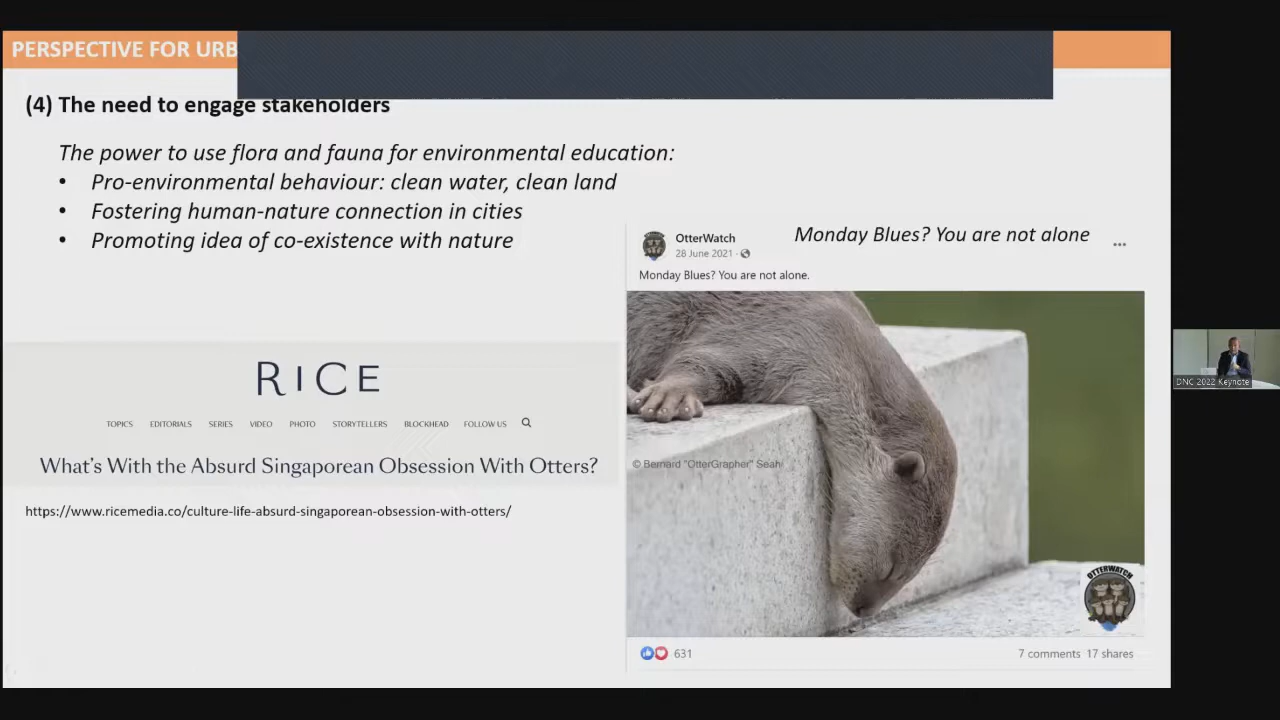 PERSPECTIVE FOR URB
(4) The need to engage stakeholders
The power to use flora and fauna for environmental education:
• Pro-environmental behaviour: clean water, clean land
• Fostering human-nature connection in cities
• Promoting idea of co-existence with nature
OtterWatch
28 June 2021 ·
Monday Blues? You are not alone
Monday Blues? You are not alone.
RICE
TOPICS EDITORIALS SERIES VIDEO PHOTO STORYTELLERS BLOCKHEAD FOLLOW US
What's With the Absurd Singaporean Obsession With Otters?
https://www.ricemedia.co/culture-life-absurd-singaporean-obsession-with-otters/
© Bernard "OtterGrapher" Seah
OTTERWATCH
631
7 comments 17 shares
DNC 2022 Keynote